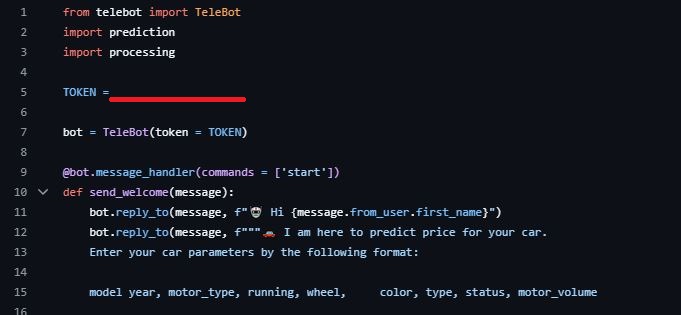 1 from telebot import TeleBot
2 import prediction
3 import processing
4
5 TOKEN =
6
7 bot = TeleBot(token = TOKEN)
8
9 @bot.message_handler(commands = ['start'])
10 def send_welcome(message):
11 bot.reply_to(message, f"🤖 Hi {message.from_user.first_name}")
12 bot.reply_to(message, f"""🚗 I am here to predict price for your car.
13 Enter your car parameters by the following format:
14
15 model year, motor_type, running, wheel, color, type, status, motor_volume
16